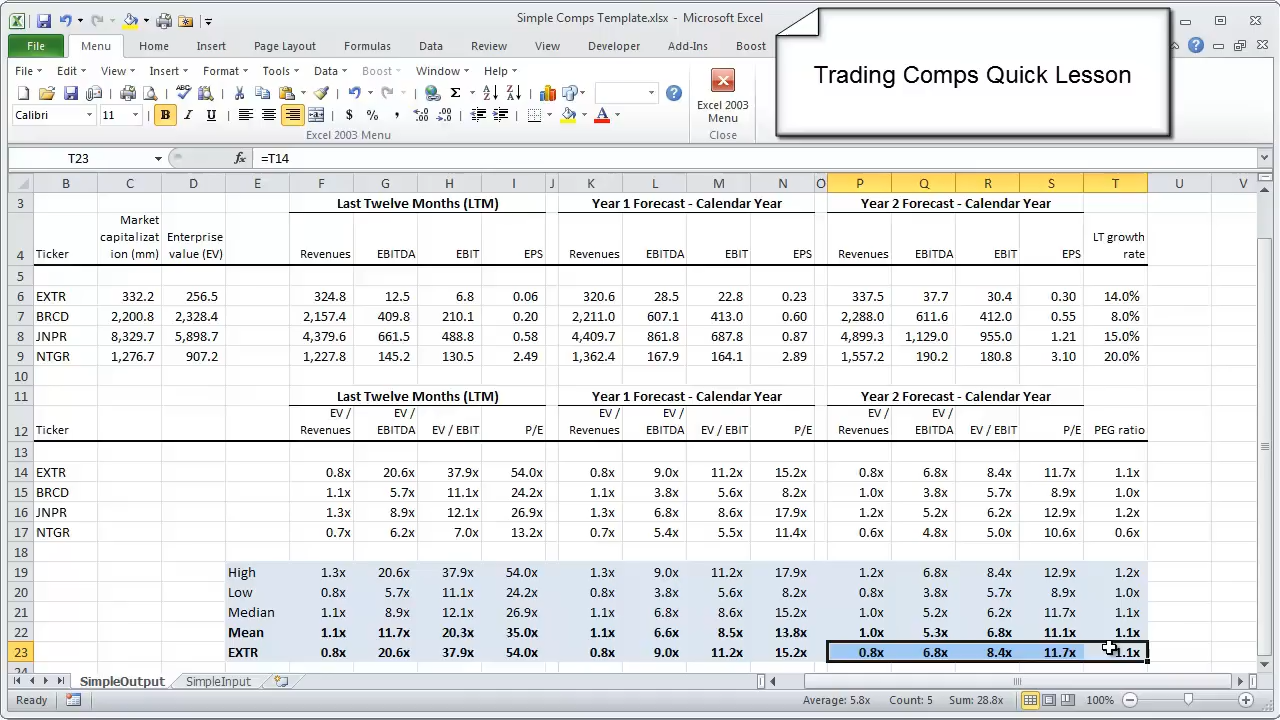 Simple Comps Template.xlsx - Microsoft Excel
Trading Comps Quick Lesson
File Menu Home Insert Page Layout Formulas Data Review View Developer Add-Ins Boost
File Edit View Insert Format Tools Data Boost Window Help
Calibri 11 B I U $ % ,
Excel 2003 Menu
Excel 2003 Menu
Close
T23 fx =T14
B C D E F G H I J K L M N O P Q R S T U V
3 Last Twelve Months (LTM) Year 1 Forecast - Calendar Year Year 2 Forecast - Calendar Year
4 Ticker Market capitalizat ion (mm) Enterprise value (EV) Revenues EBITDA EBIT EPS Revenues EBITDA EBIT EPS Revenues EBITDA EBIT EPS LT growth rate
5
6 EXTR 332.2 256.5 324.8 12.5 6.8 0.06 320.6 28.5 22.8 0.23 337.5 37.7 30.4 0.30 14.0%
7 BRCD 2,200.8 2,328.4 2,157.4 409.8 210.1 0.20 2,211.0 607.1 413.0 0.60 2,288.0 611.6 412.0 0.55 8.0%
8 JNPR 8,329.7 5,898.7 4,379.6 661.5 488.8 0.58 4,409.7 861.8 687.8 0.87 4,899.3 1,129.0 955.0 1.21 15.0%
9 NTGR 1,276.7 907.2 1,227.8 145.2 130.5 2.49 1,362.4 167.9 164.1 2.89 1,557.2 190.2 180.8 3.10 20.0%
10
11 Last Twelve Months (LTM) Year 1 Forecast - Calendar Year Year 2 Forecast - Calendar Year
12 Ticker EV / Revenues EV / EBITDA EV / EBIT P/E EV / Revenues EV / EBITDA EV / EBIT P/E EV / Revenues EV / EBITDA EV / EBIT P/E PEG ratio
13
14 EXTR 0.8x 20.6x 37.9x 54.0x 0.8x 9.0x 11.2x 15.2x 0.8x 6.8x 8.4x 11.7x 1.1x
15 BRCD 1.1x 5.7x 11.1x 24.2x 1.1x 3.8x 5.6x 8.2x 1.0x 3.8x 5.7x 8.9x 1.0x
16 JNPR 1.3x 8.9x 12.1x 26.9x 1.3x 6.8x 8.6x 17.9x 1.2x 5.2x 6.2x 12.9x 1.2x
17 NTGR 0.7x 6.2x 7.0x 13.2x 0.7x 5.4x 5.5x 11.4x 0.6x 4.8x 5.0x 10.6x 0.6x
18
19 High 1.3x 20.6x 37.9x 54.0x 1.3x 9.0x 11.2x 17.9x 1.2x 6.8x 8.4x 12.9x 1.2x
20 Low 0.8x 5.7x 11.1x 24.2x 0.8x 3.8x 5.6x 8.2x 0.8x 3.8x 5.7x 8.9x 1.0x
21 Median 1.1x 8.9x 12.1x 26.9x 1.1x 6.8x 8.6x 15.2x 1.0x 5.2x 6.2x 11.7x 1.1x
22 Mean 1.1x 11.7x 20.3x 35.0x 1.1x 6.6x 8.5x 13.8x 1.0x 5.3x 6.8x 11.1x 1.1x
23 EXTR 0.8x 20.6x 37.9x 54.0x 0.8x 9.0x 11.2x 15.2x 0.8x 6.8x 8.4x 11.7x 1.1x
24
SimpleOutput SimpleInput
Ready Average: 5.8x Count: 5 Sum: 28.8x 100%